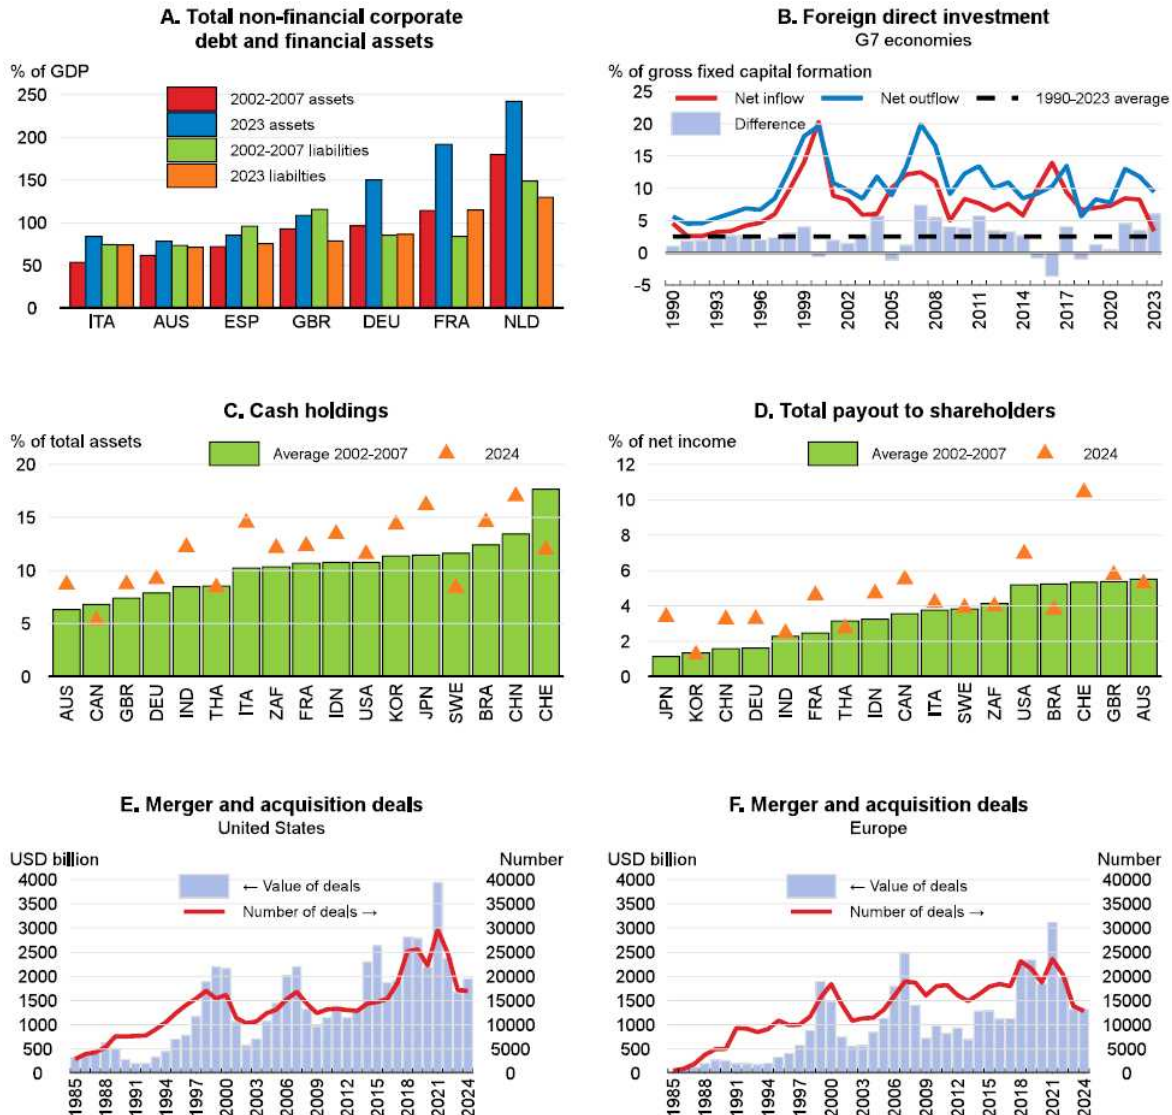 A. Total non-financial corporate
debt and financial assets
% of GDP
250
200
150
100
50
0
2002-2007 assets
2023 assets
2002-2007 liabilities
2023 liabilties
ITA AUS ESP GBR DEU FRA NLD
B. Foreign direct investment
G7 economies
% of gross fixed capital formation
25
20
15
10
5
0
-5
Net inflow Net outflow 1990-2023 average
Difference
1990 1993 1996 1999 2002 2005 2008 2011 2014 2017 2020 2023
C. Cash holdings
% of total assets
20
15
10
5
0
Average 2002-2007 2024
AUS CAN GBR DEU IND THA ITA ZAF FRA IDN USA KOR JPN SWE BRA CHN CHE
D. Total payout to shareholders
% of net income
12
10
8
6
4
2
0
Average 2002-2007 2024
JPN KOR CHN DEU IND FRA THA IDN CAN ITA SWE ZAF USA BRA CHE GBR AUS
E. Merger and acquisition deals
United States
USD billion Number
4000 40000
3500 35000
3000 30000
2500 25000
2000 20000
1500 15000
1000 10000
500 5000
0 0
← Value of deals
Number of deals →
1985 1988 1991 1994 1997 2000 2003 2006 2009 2012 2015 2018 2021 2024
F. Merger and acquisition deals
Europe
USD billion Number
4000 40000
3500 35000
3000 30000
2500 25000
2000 20000
1500 15000
1000 10000
500 5000
0 0
← Value of deals
Number of deals →
1985 1988 1991 1994 1997 2000 2003 2006 2009 2012 2015 2018 2021 2024